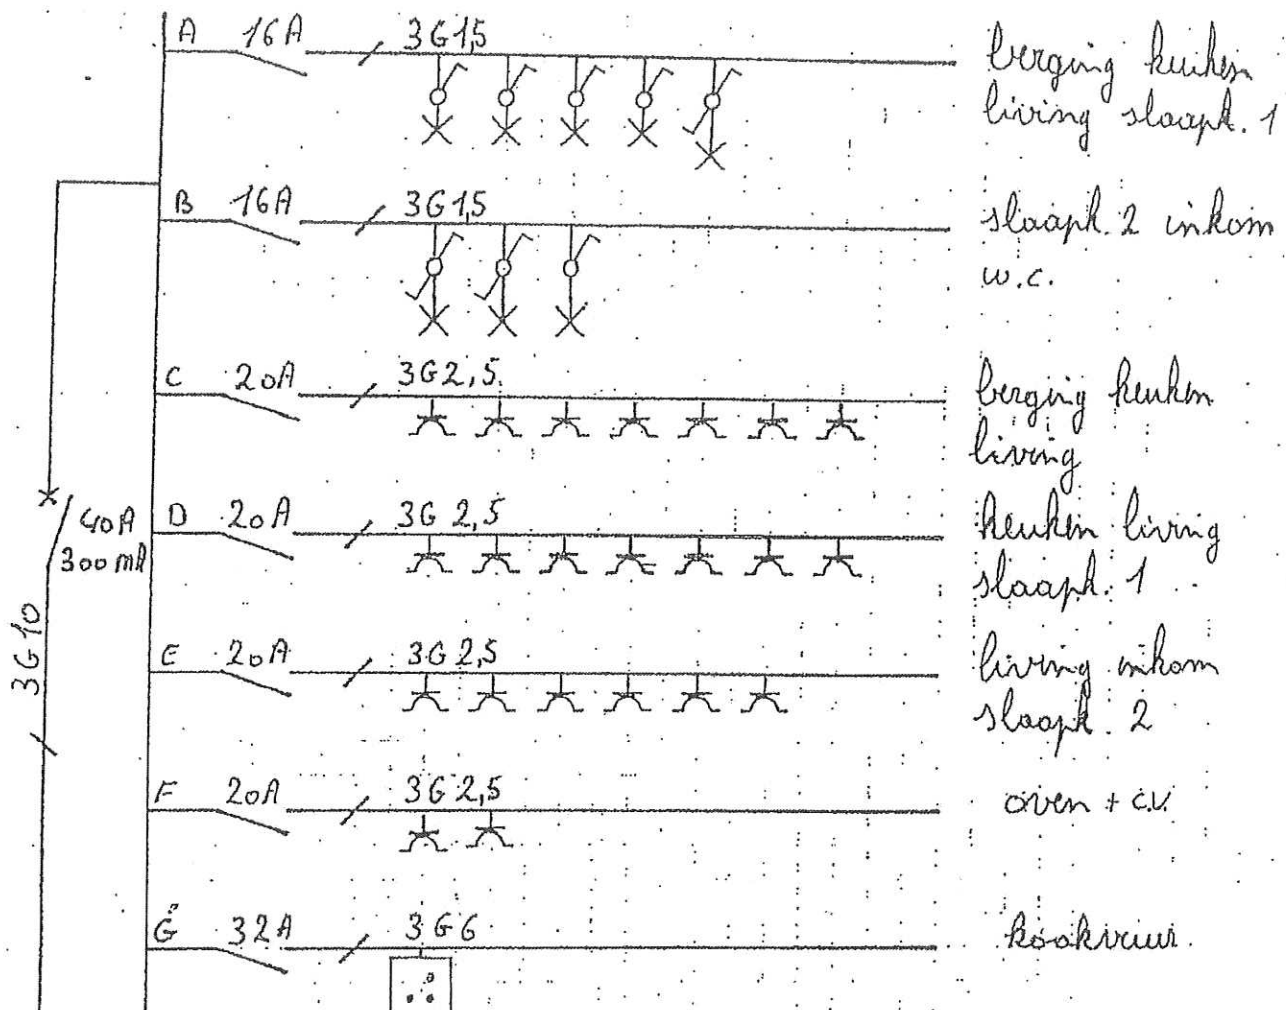 A 16A 3G1,5 berging keuken
living slaapk. 1
B 16A 3G1,5 slaapk. 2 inkom
w.c.
C 20A 3G2,5 berging keuken
living
40A
300 mA
3G10
D 20A 3G 2,5 keuken living
slaapk. 1
E 20A 3G 2,5 living inkom
slaapk. 2
F 20A 3G 2,5 oven + c.v.
G 32A 3G6 kookvuur